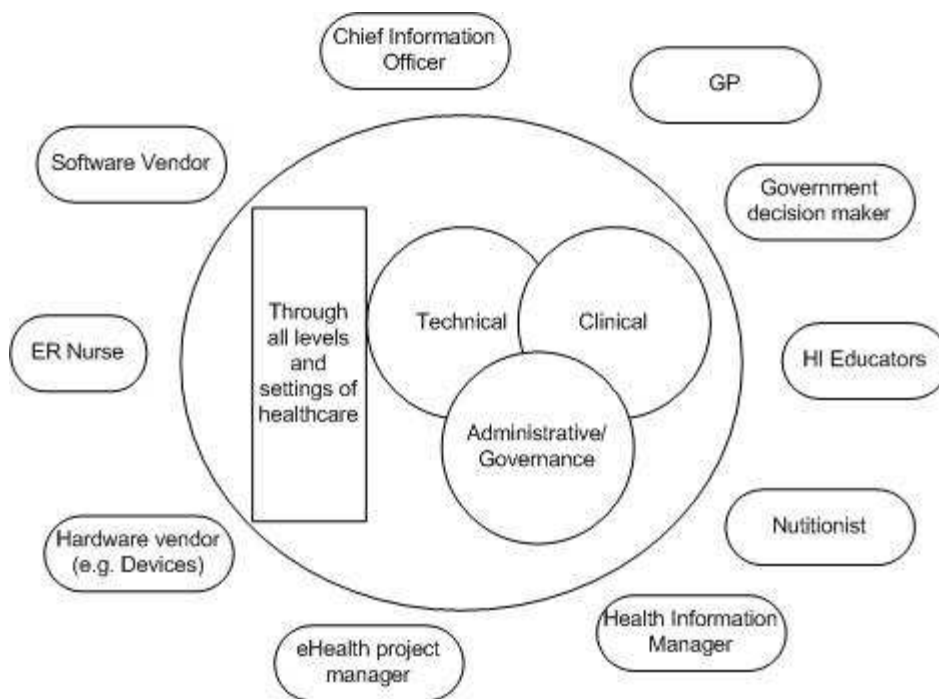 Chief Information
Officer
GP
Software Vendor
Government
decision maker
Through
all levels
and
settings of
healthcare
Technical
Clinical
ER Nurse
HI Educators
Administrative/
Governance
Hardware vendor
(e.g. Devices)
Nutitionist
eHealth project
manager
Health Information
Manager